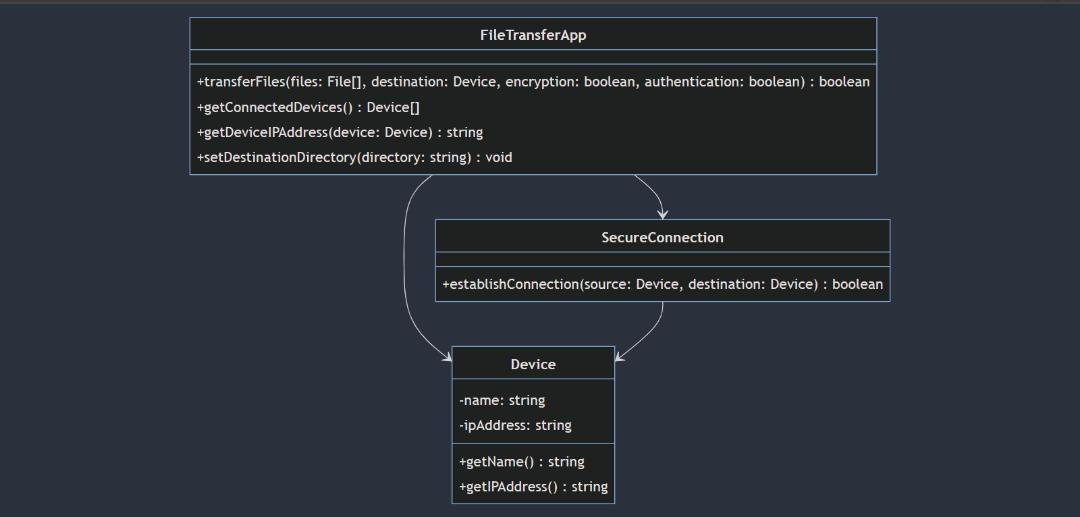 FileTransferApp
+transferFiles(files: File[], destination: Device, encryption: boolean, authentication: boolean) : boolean
+getConnectedDevices() : Device[]
+getDeviceIPAddress(device: Device) : string
+setDestinationDirectory(directory: string) : void
SecureConnection
+establishConnection(source: Device, destination: Device) : boolean
Device
-name: string
-ipAddress: string
+getName() : string
+getIPAddress() : string